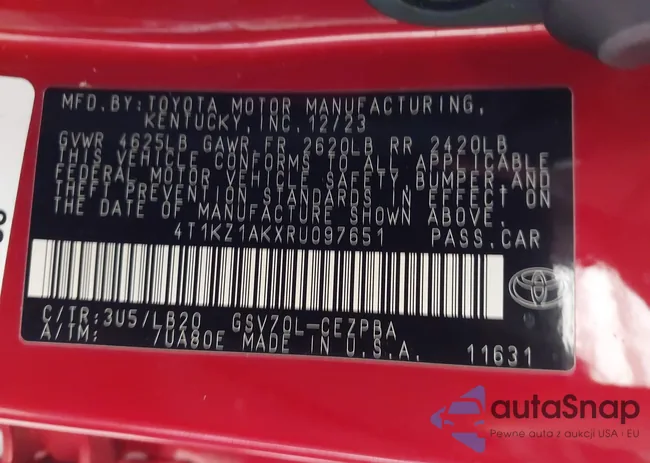 MFD.BY:TOYOTA MOTOR MANUFACTURING,
KENTUCKY,INC.12/23
GVWR 4625LB GAWR FR 2620LB RR 2420LB
THIS VEHICLE CONFORMS TO ALL APPLICABLE
FEDERAL MOTOR VEHICLE SAFETY,BUMPER,AND
THEFT PREVENTION STANDARDS IN EFFECT ON
THE DATE OF MANUFACTURE SHOWN ABOVE.
4T1KZ1AKXRU097651 PASS.CAR
C/TR:3U5/LB20 GSV70L-CEZPBA
A/TM: /UA80E MADE IN U.S.A. 11631
autaSnap
Pewne auta z aukcji USA i EU